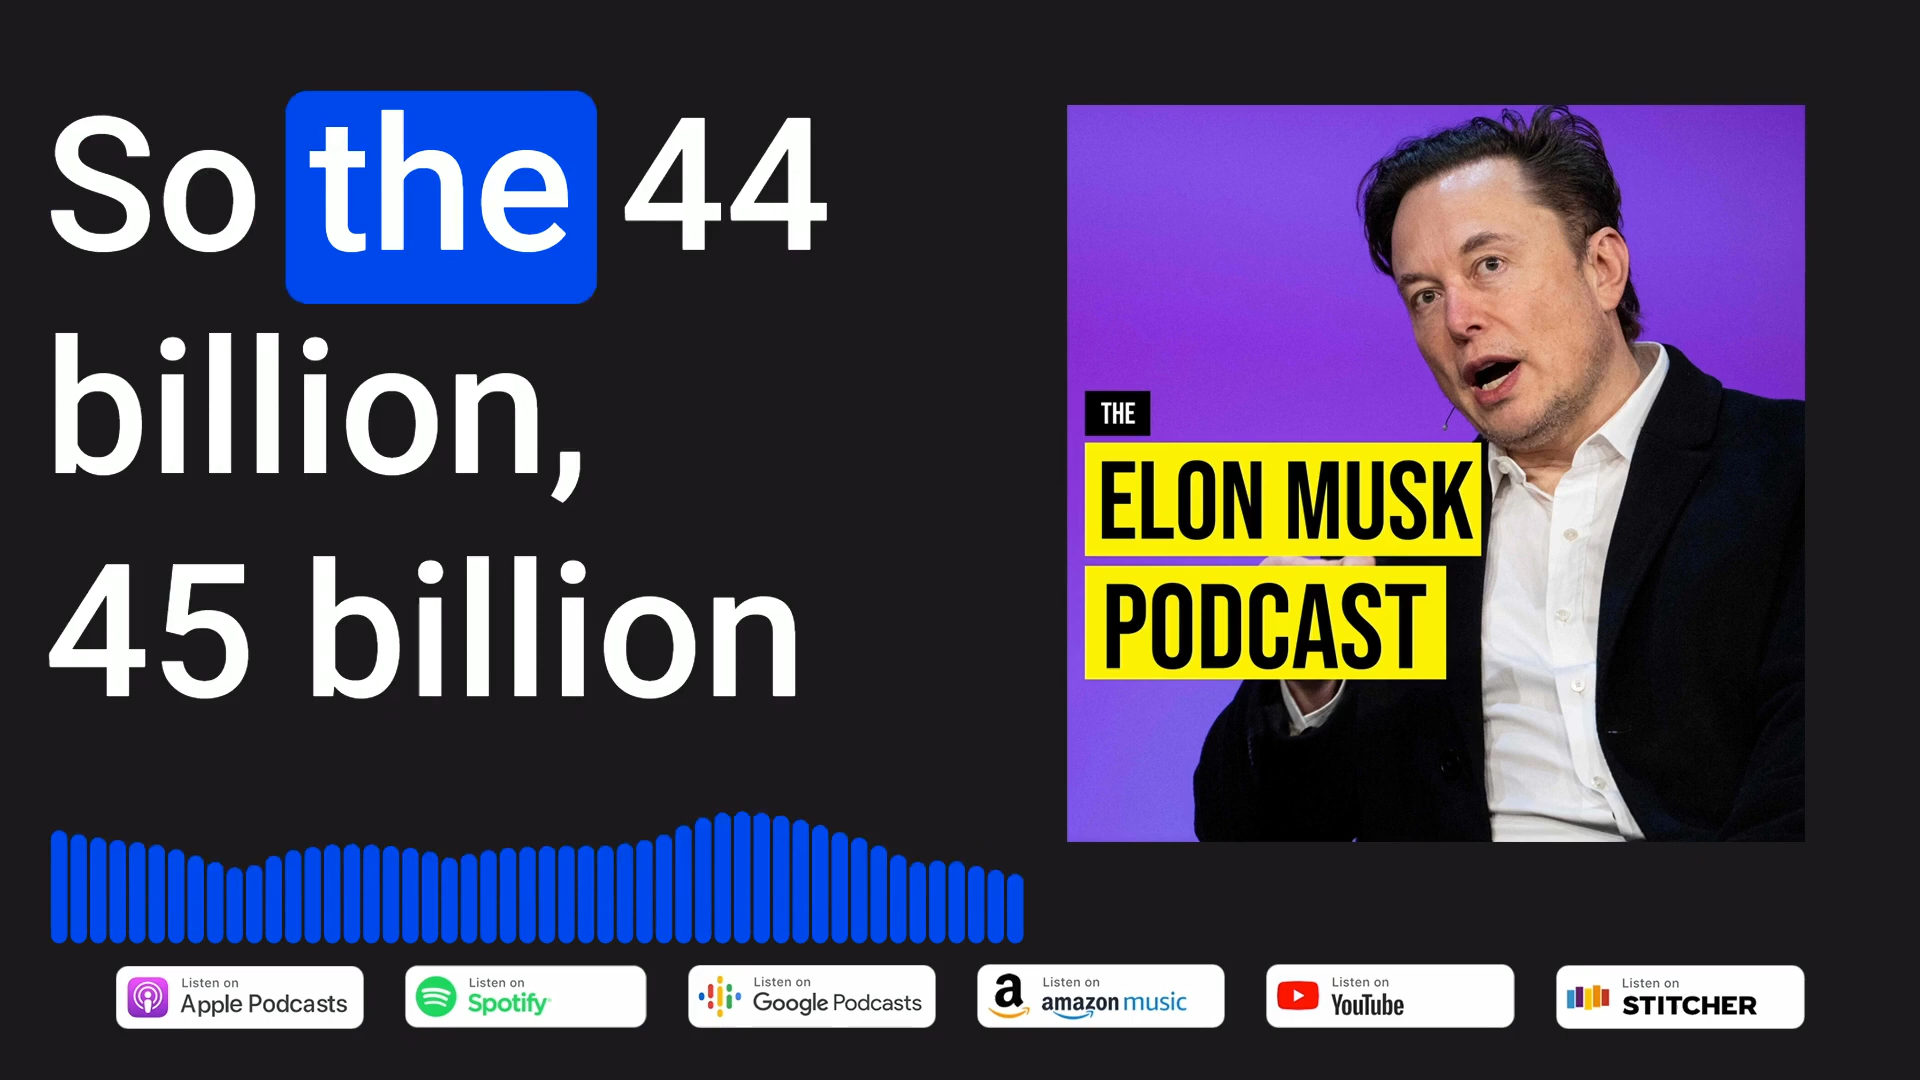 So the 44
billion,
45 billion
THE
ELON MUSK
PODCAST
Listen on
Apple Podcasts
Listen on
Spotify
Listen on
Google Podcasts
a
Listen on
amazon music
Listen on
YouTube
Listen on
STITCHER